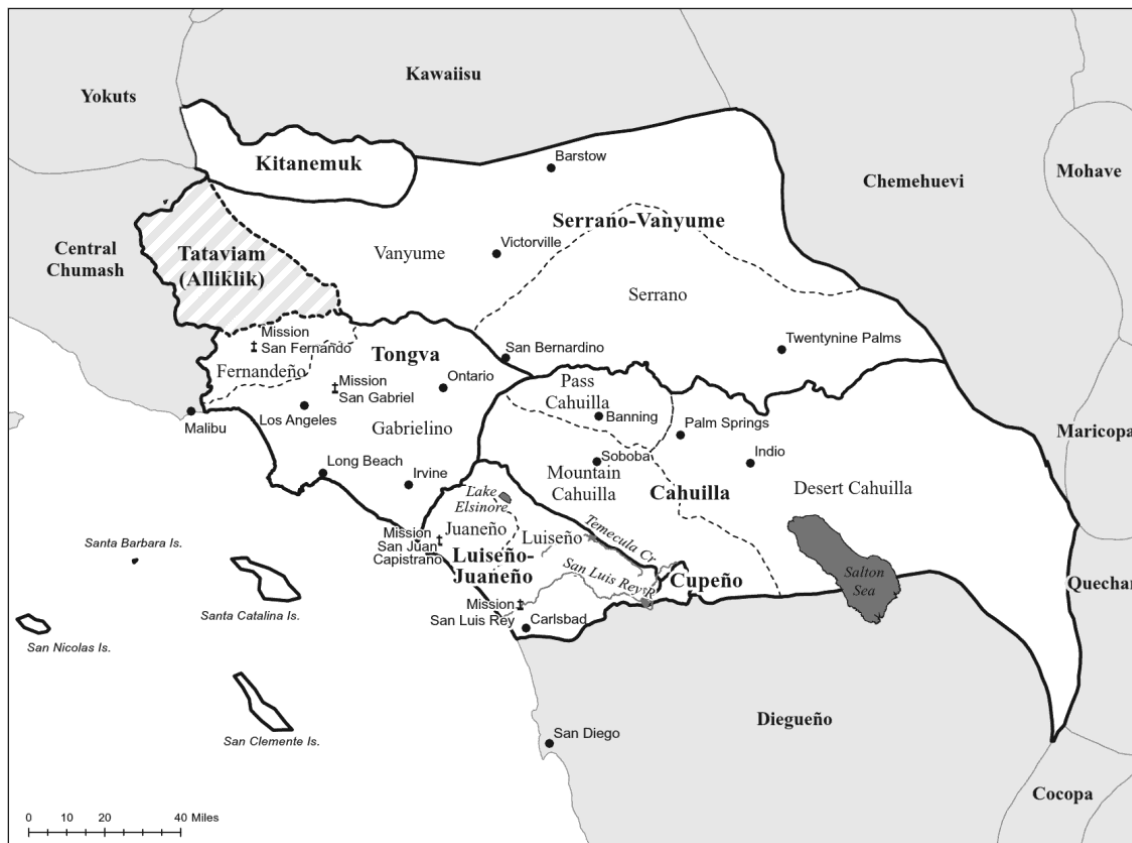 Kawaiisu
Yokuts
Kitanemuk
Barstow
Mohave
Chemehuevi
Serrano-Vanyume
Central
Chumash
Tataviam
(Alliklik)
Vanyume
Victorville
Serrano
Mission
San Fernando
Twentynine Palms
Tongva
San Bernardino
Fernandeño
Mission
San Gabriel
Ontario
Pass
Cahuilla
Banning
Malibu
Los Angeles
Gabrielino
Palm Springs
Maricopa
Long Beach
Irvine
Soboba
Indio
Mountain
Cahuilla
Cahuilla
Desert Cahuilla
Lake
Elsinore
Juaneño
Luiseño
Temecula Cr
Mission
San Juan
Capistrano
Luiseño-
Juaneño
San Luis Rey R
Cupeño
Salton
Sea
Quechan
Santa Barbara Is.
Santa Catalina Is.
Mission
San Luis Rey
Carlsbad
San Nicolas Is.
San Clemente Is.
San Diego
Diegueño
Cocopa
0 10 20 40 Miles